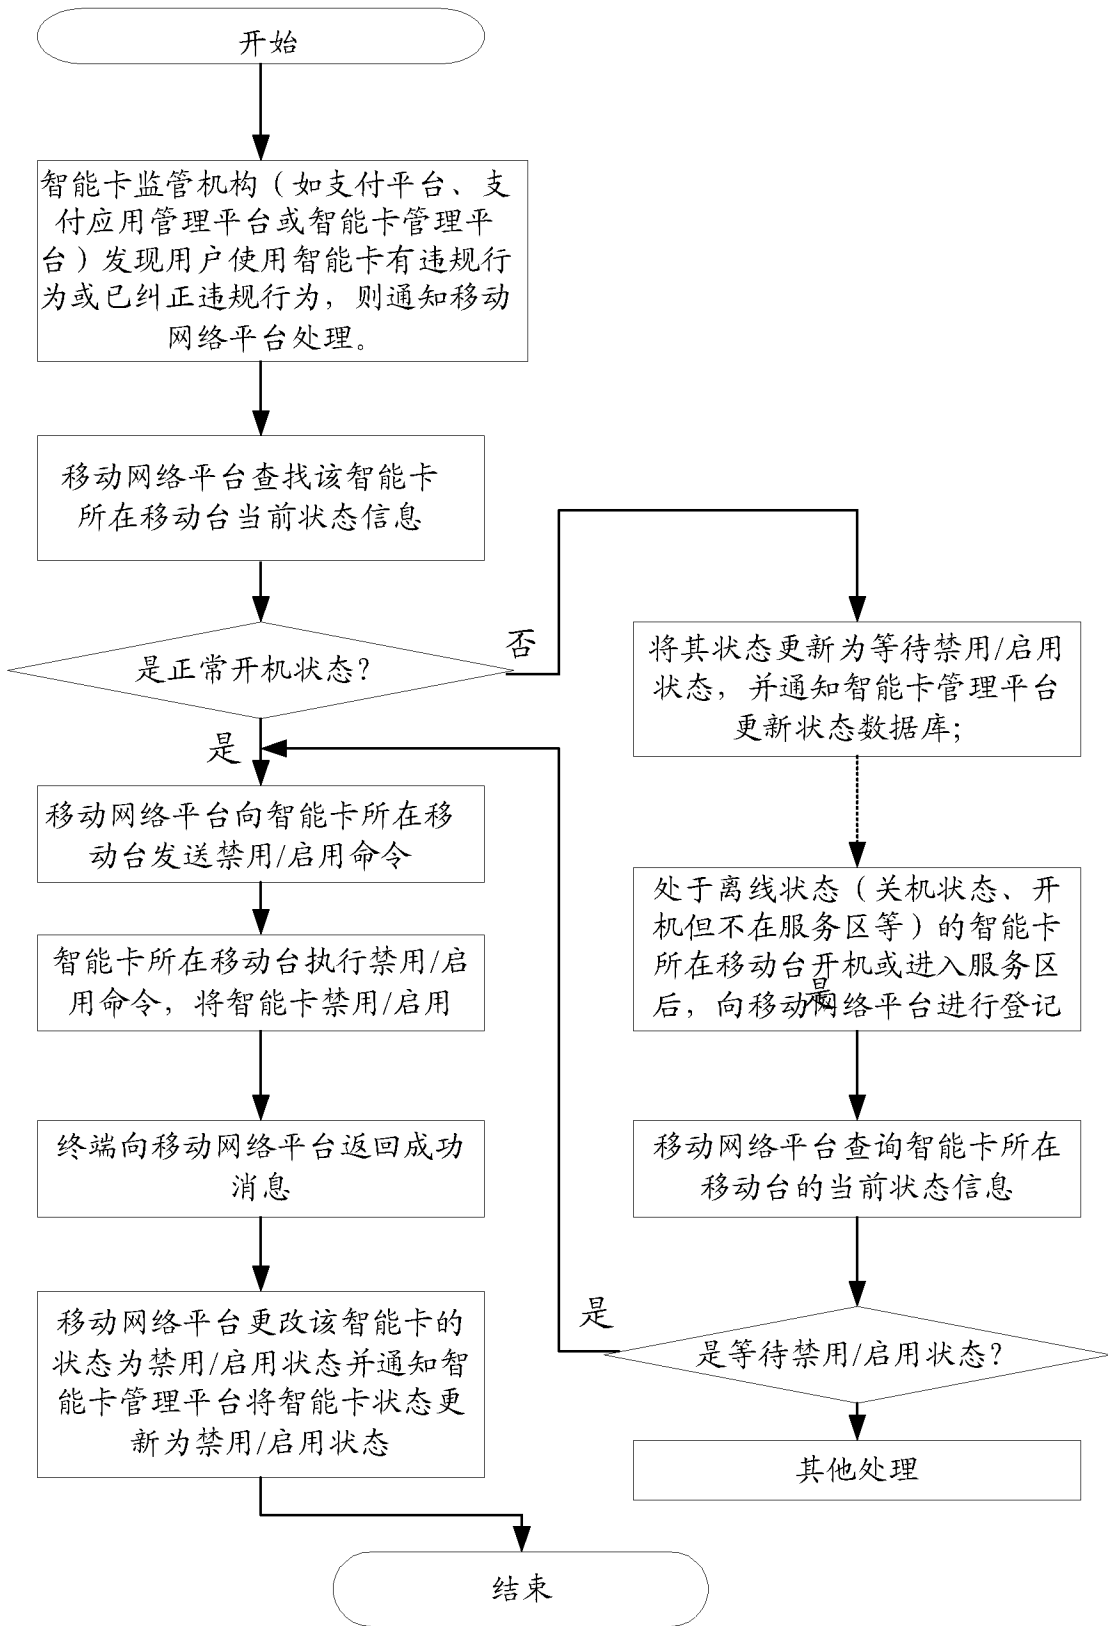 开始
智能卡监管机构（如支付平台、支
付应用管理平台或智能卡管理平
台）发现用户使用智能卡有违规行
为或已纠正违规行为，则通知移动
网络平台处理。
移动网络平台查找该智能卡
所在移动台当前状态信息
是正常开机状态？
否
是
移动网络平台向智能卡所在移
动台发送禁用/启用命令
智能卡所在移动台执行禁用/启
用命令，将智能卡禁用/启用
终端向移动网络平台返回成功
消息
移动网络平台更改该智能卡的
状态为禁用/启用状态并通知智
能卡管理平台将智能卡状态更
新为禁用/启用状态
将其状态更新为等待禁用/启用
状态，并通知智能卡管理平台
更新状态数据库；
处于离线状态（关机状态、开
机但不在服务区等）的智能卡
所在移动台开机或进入服务区
是
后，向移动网络平台进行登记
移动网络平台查询智能卡所在
移动台的当前状态信息
是
是等待禁用/启用状态？
其他处理
结束